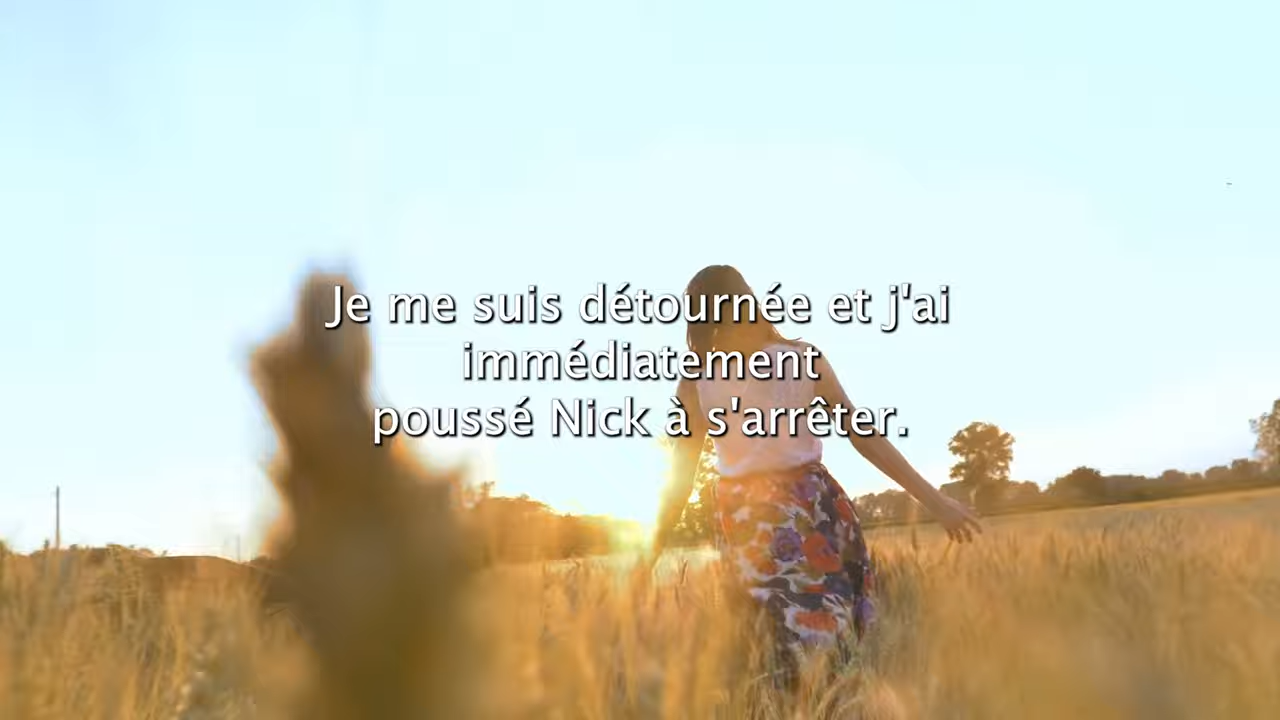 Je me suis détournée et j'ai
immédiatement
poussé Nick à s'arrêter.